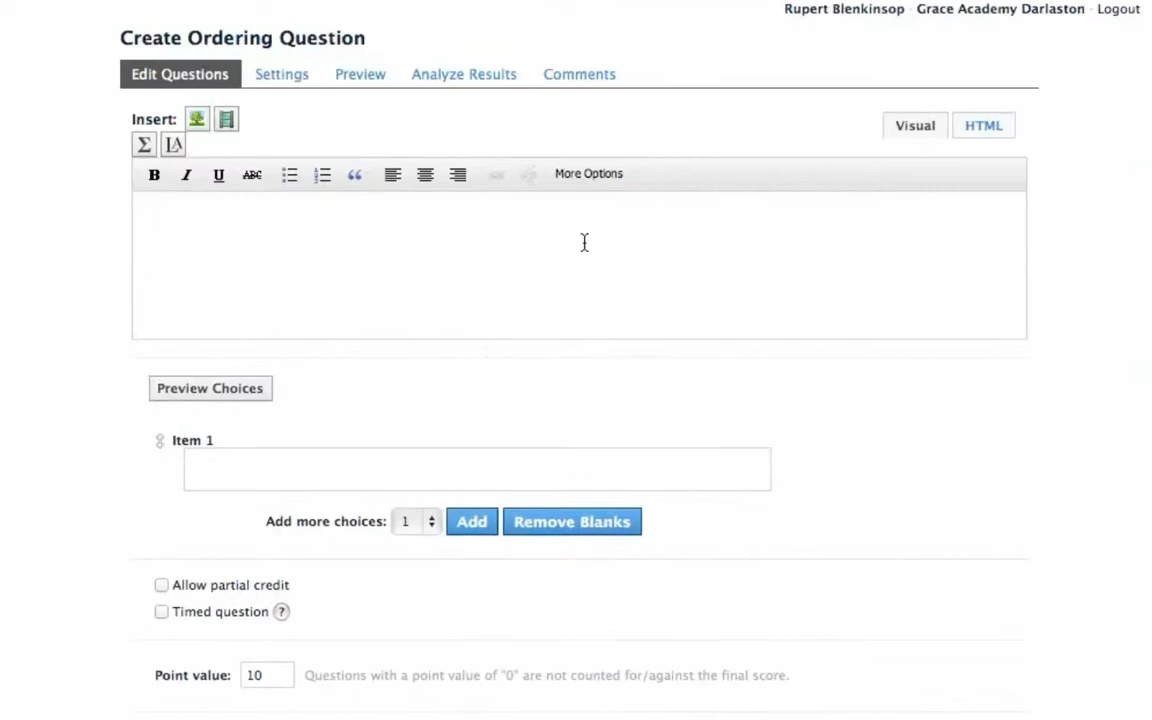 Rupert Blenkinsop · Grace Academy Darlaston · Logout
Create Ordering Question
Edit Questions Settings Preview Analyze Results Comments
Insert:
Visual HTML
Σ A
B I U ABC “ More Options
Preview Choices
Item 1
Add more choices: 1 Add Remove Blanks
Allow partial credit
Timed question ?
Point value: 10 Questions with a point value of "0" are not counted for/against the final score.